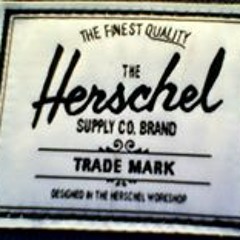 THE FINEST QUALITY
THE
Herschel
SUPPLY CO. BRAND
TRADE MARK
DESIGNED IN THE HERSCHEL WORKSHOP